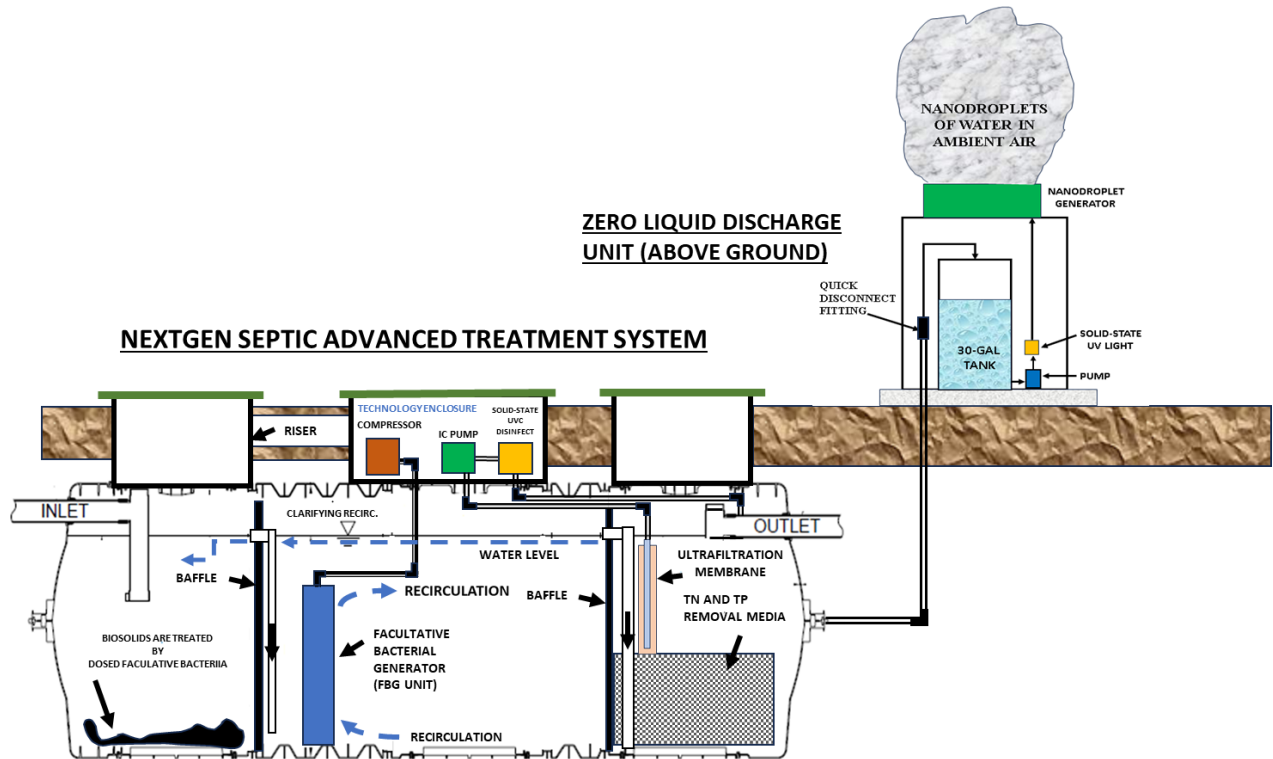 NANODROPLETS
OF WATER IN
AMBIENT AIR
NANODROPLET
GENERATOR
ZERO LIQUID DISCHARGE
UNIT (ABOVE GROUND)
QUICK
DISCONNECT
FITTING
30-GAL
TANK
SOLID-STATE
UV LIGHT
PUMP
NEXTGEN SEPTIC ADVANCED TREATMENT SYSTEM
RISER
TECHNOLOGY ENCLOSURE
COMPRESSOR
IC PUMP
SOLID-STATE
UVC
DISINFECT
INLET
CLARIFYING RECIRC.
OUTLET
WATER LEVEL
BAFFLE
RECIRCULATION
BAFFLE
ULTRAFILTRATION
MEMBRANE
TN AND TP
REMOVAL MEDIA
BIOSOLIDS ARE TREATED
BY
DOSED FACULATIVE BACTERIIA
FACULTATIVE
BACTERIAL
GENERATOR
(FBG UNIT)
RECIRCULATION